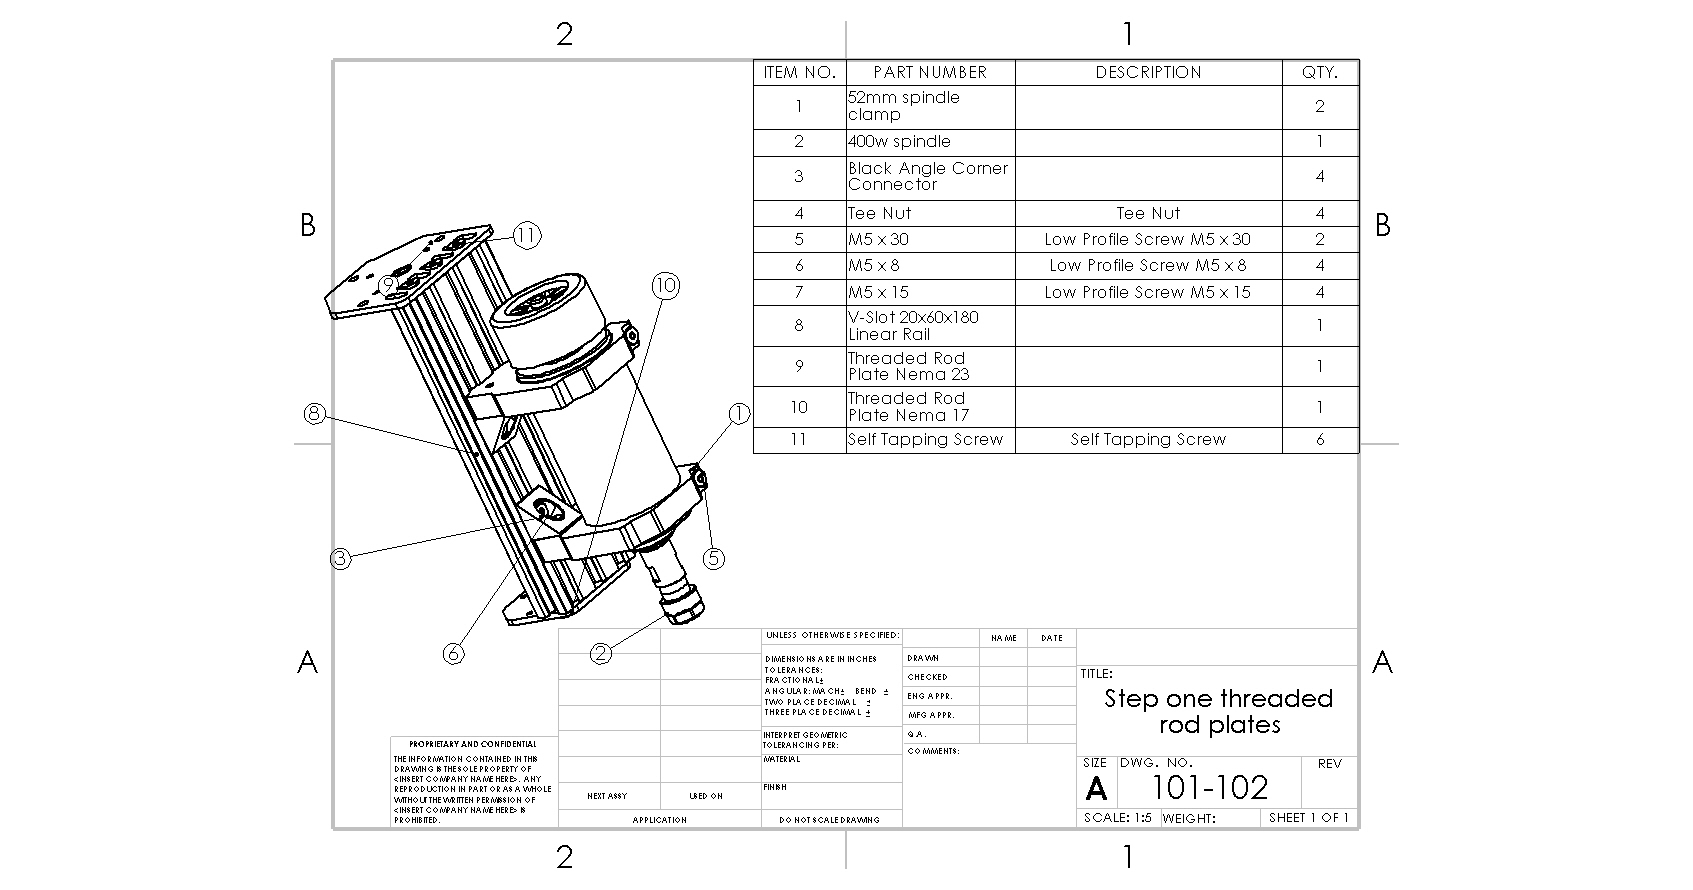 2
1
ITEM NO. PART NUMBER DESCRIPTION QTY.
1 52mm spindle clamp 2
2 400w spindle 1
3 Black Angle Corner Connector 4
4 Tee Nut Tee Nut 4
5 M5 x 30 Low Profile Screw M5 x 30 2
6 M5 x 8 Low Profile Screw M5 x 8 4
7 M5 x 15 Low Profile Screw M5 x 15 4
8 V-Slot 20x60x180 Linear Rail 1
9 Threaded Rod Plate Nema 23 1
10 Threaded Rod Plate Nema 17 1
11 Self Tapping Screw Self Tapping Screw 6
B
B
11
9
10
8
1
3
5
6
2
A
A
UNLESS OTHERWISE SPECIFIED:
DIMENSIONS ARE IN INCHES
TOLERANCES:
FRACTIONAL±
ANGULAR: MACH± BEND ±
TWO PLACE DECIMAL ±
THREE PLACE DECIMAL ±
INTERPRET GEOMETRIC
TOLERANCING PER:
MATERIAL
FINISH
DO NOT SCALE DRAWING
NAME DATE
DRAWN
CHECKED
ENG APPR.
MFG APPR.
Q.A.
COMMENTS:
TITLE:
Step one threaded
rod plates
SIZE DWG. NO. REV
A 101-102
SCALE: 1:5 WEIGHT: SHEET 1 OF 1
PROPRIETARY AND CONFIDENTIAL
THE INFORMATION CONTAINED IN THIS
DRAWING IS THE SOLE PROPERTY OF
<INSERT COMPANY NAME HERE>. ANY
REPRODUCTION IN PART OR AS A WHOLE
WITHOUT THE WRITTEN PERMISSION OF
<INSERT COMPANY NAME HERE> IS
PROHIBITED.
NEXT ASSY USED ON
APPLICATION
2
1